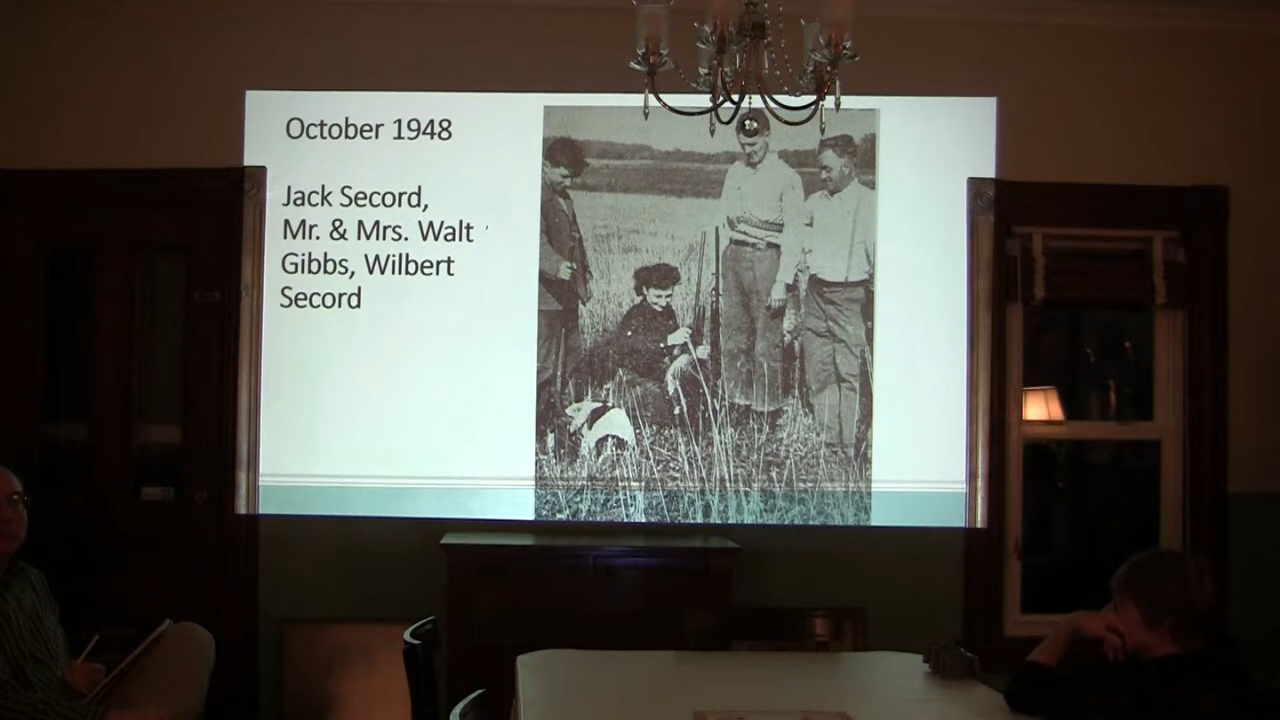 October 1948
Jack Secord,
Mr. & Mrs. Walt
Gibbs, Wilbert
Secord